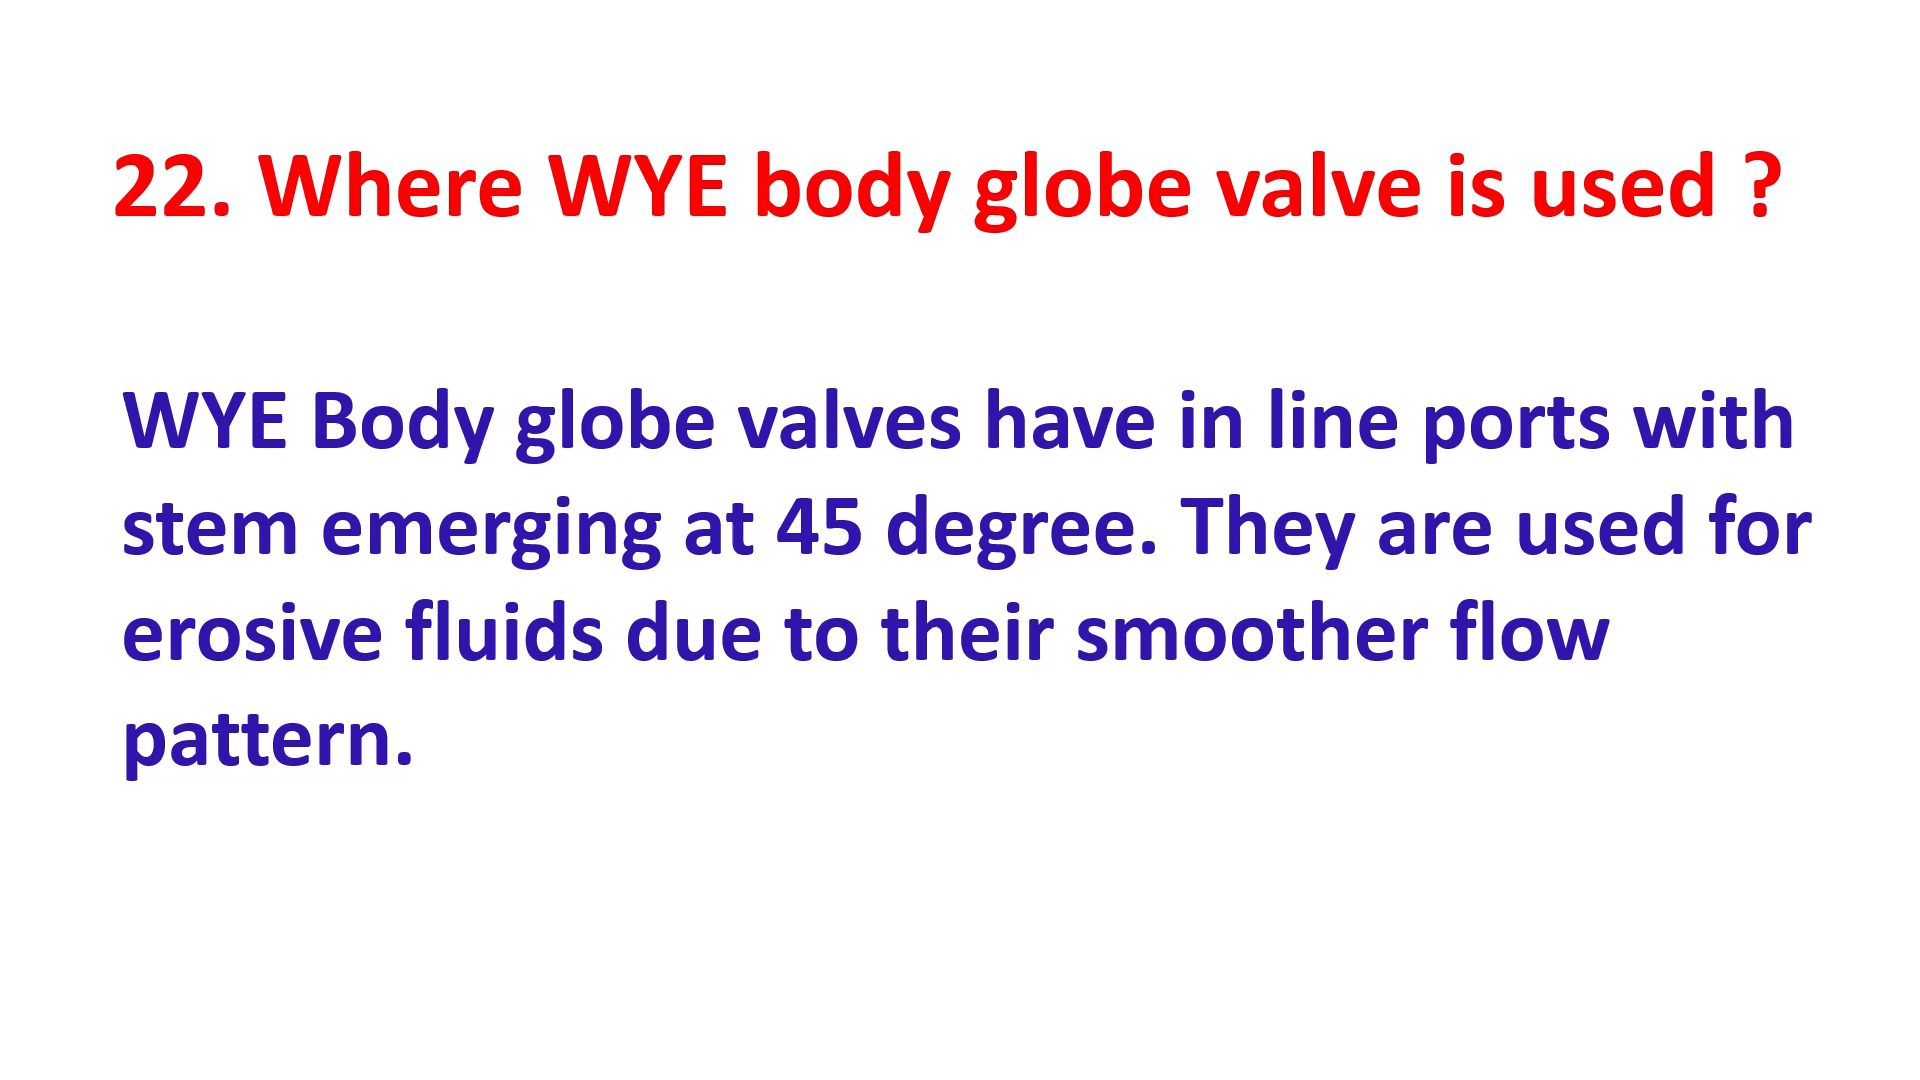 22. Where WYE body globe valve is used ?
WYE Body globe valves have in line ports with
stem emerging at 45 degree. They are used for
erosive fluids due to their smoother flow
pattern.